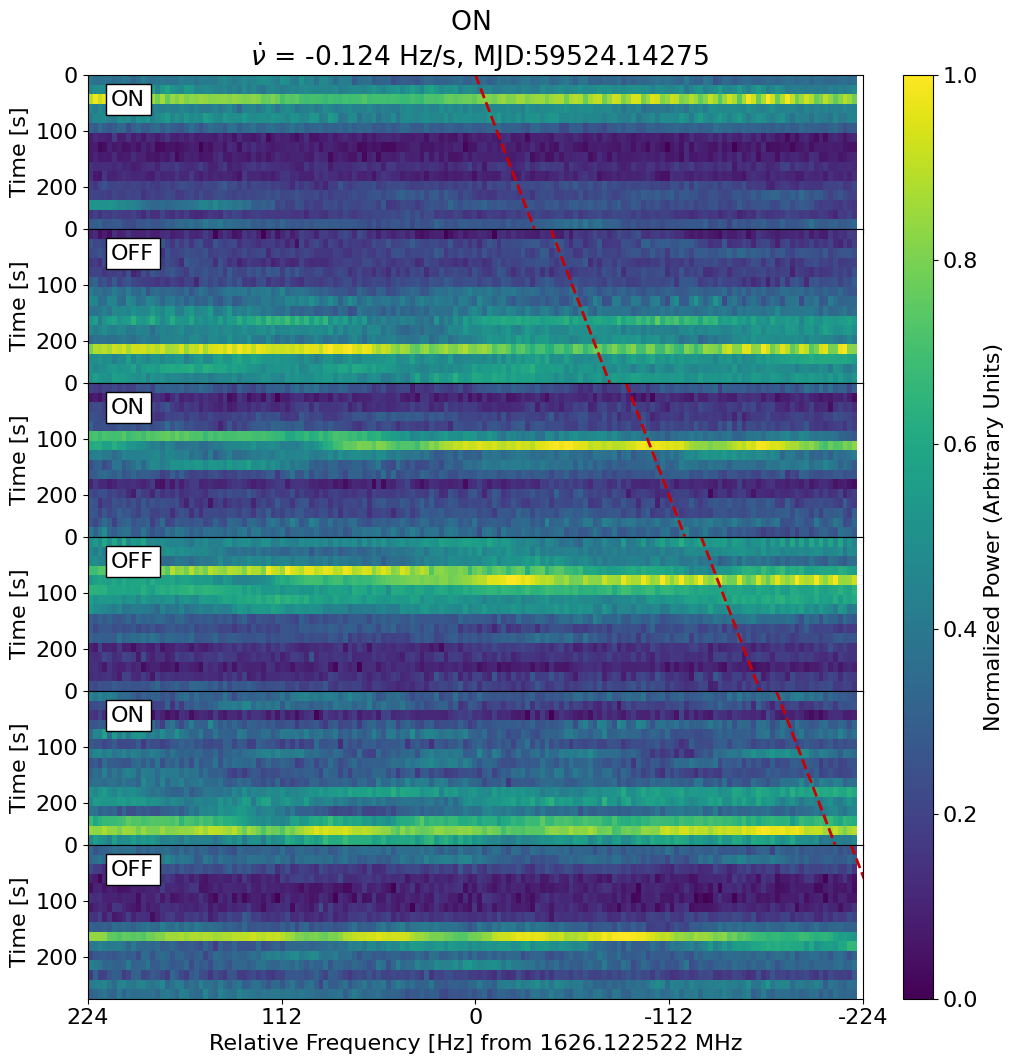 ON
ν̇ = -0.124 Hz/s, MJD:59524.14275
0
ON
100
Time [s]
200
0
OFF
100
Time [s]
200
0
ON
100
Time [s]
200
0
OFF
100
Time [s]
200
0
ON
100
Time [s]
200
0
OFF
100
Time [s]
200
224 112 0 -112 -224
Relative Frequency [Hz] from 1626.122522 MHz
1.0
0.8
0.6
0.4
0.2
0.0
Normalized Power (Arbitrary Units)